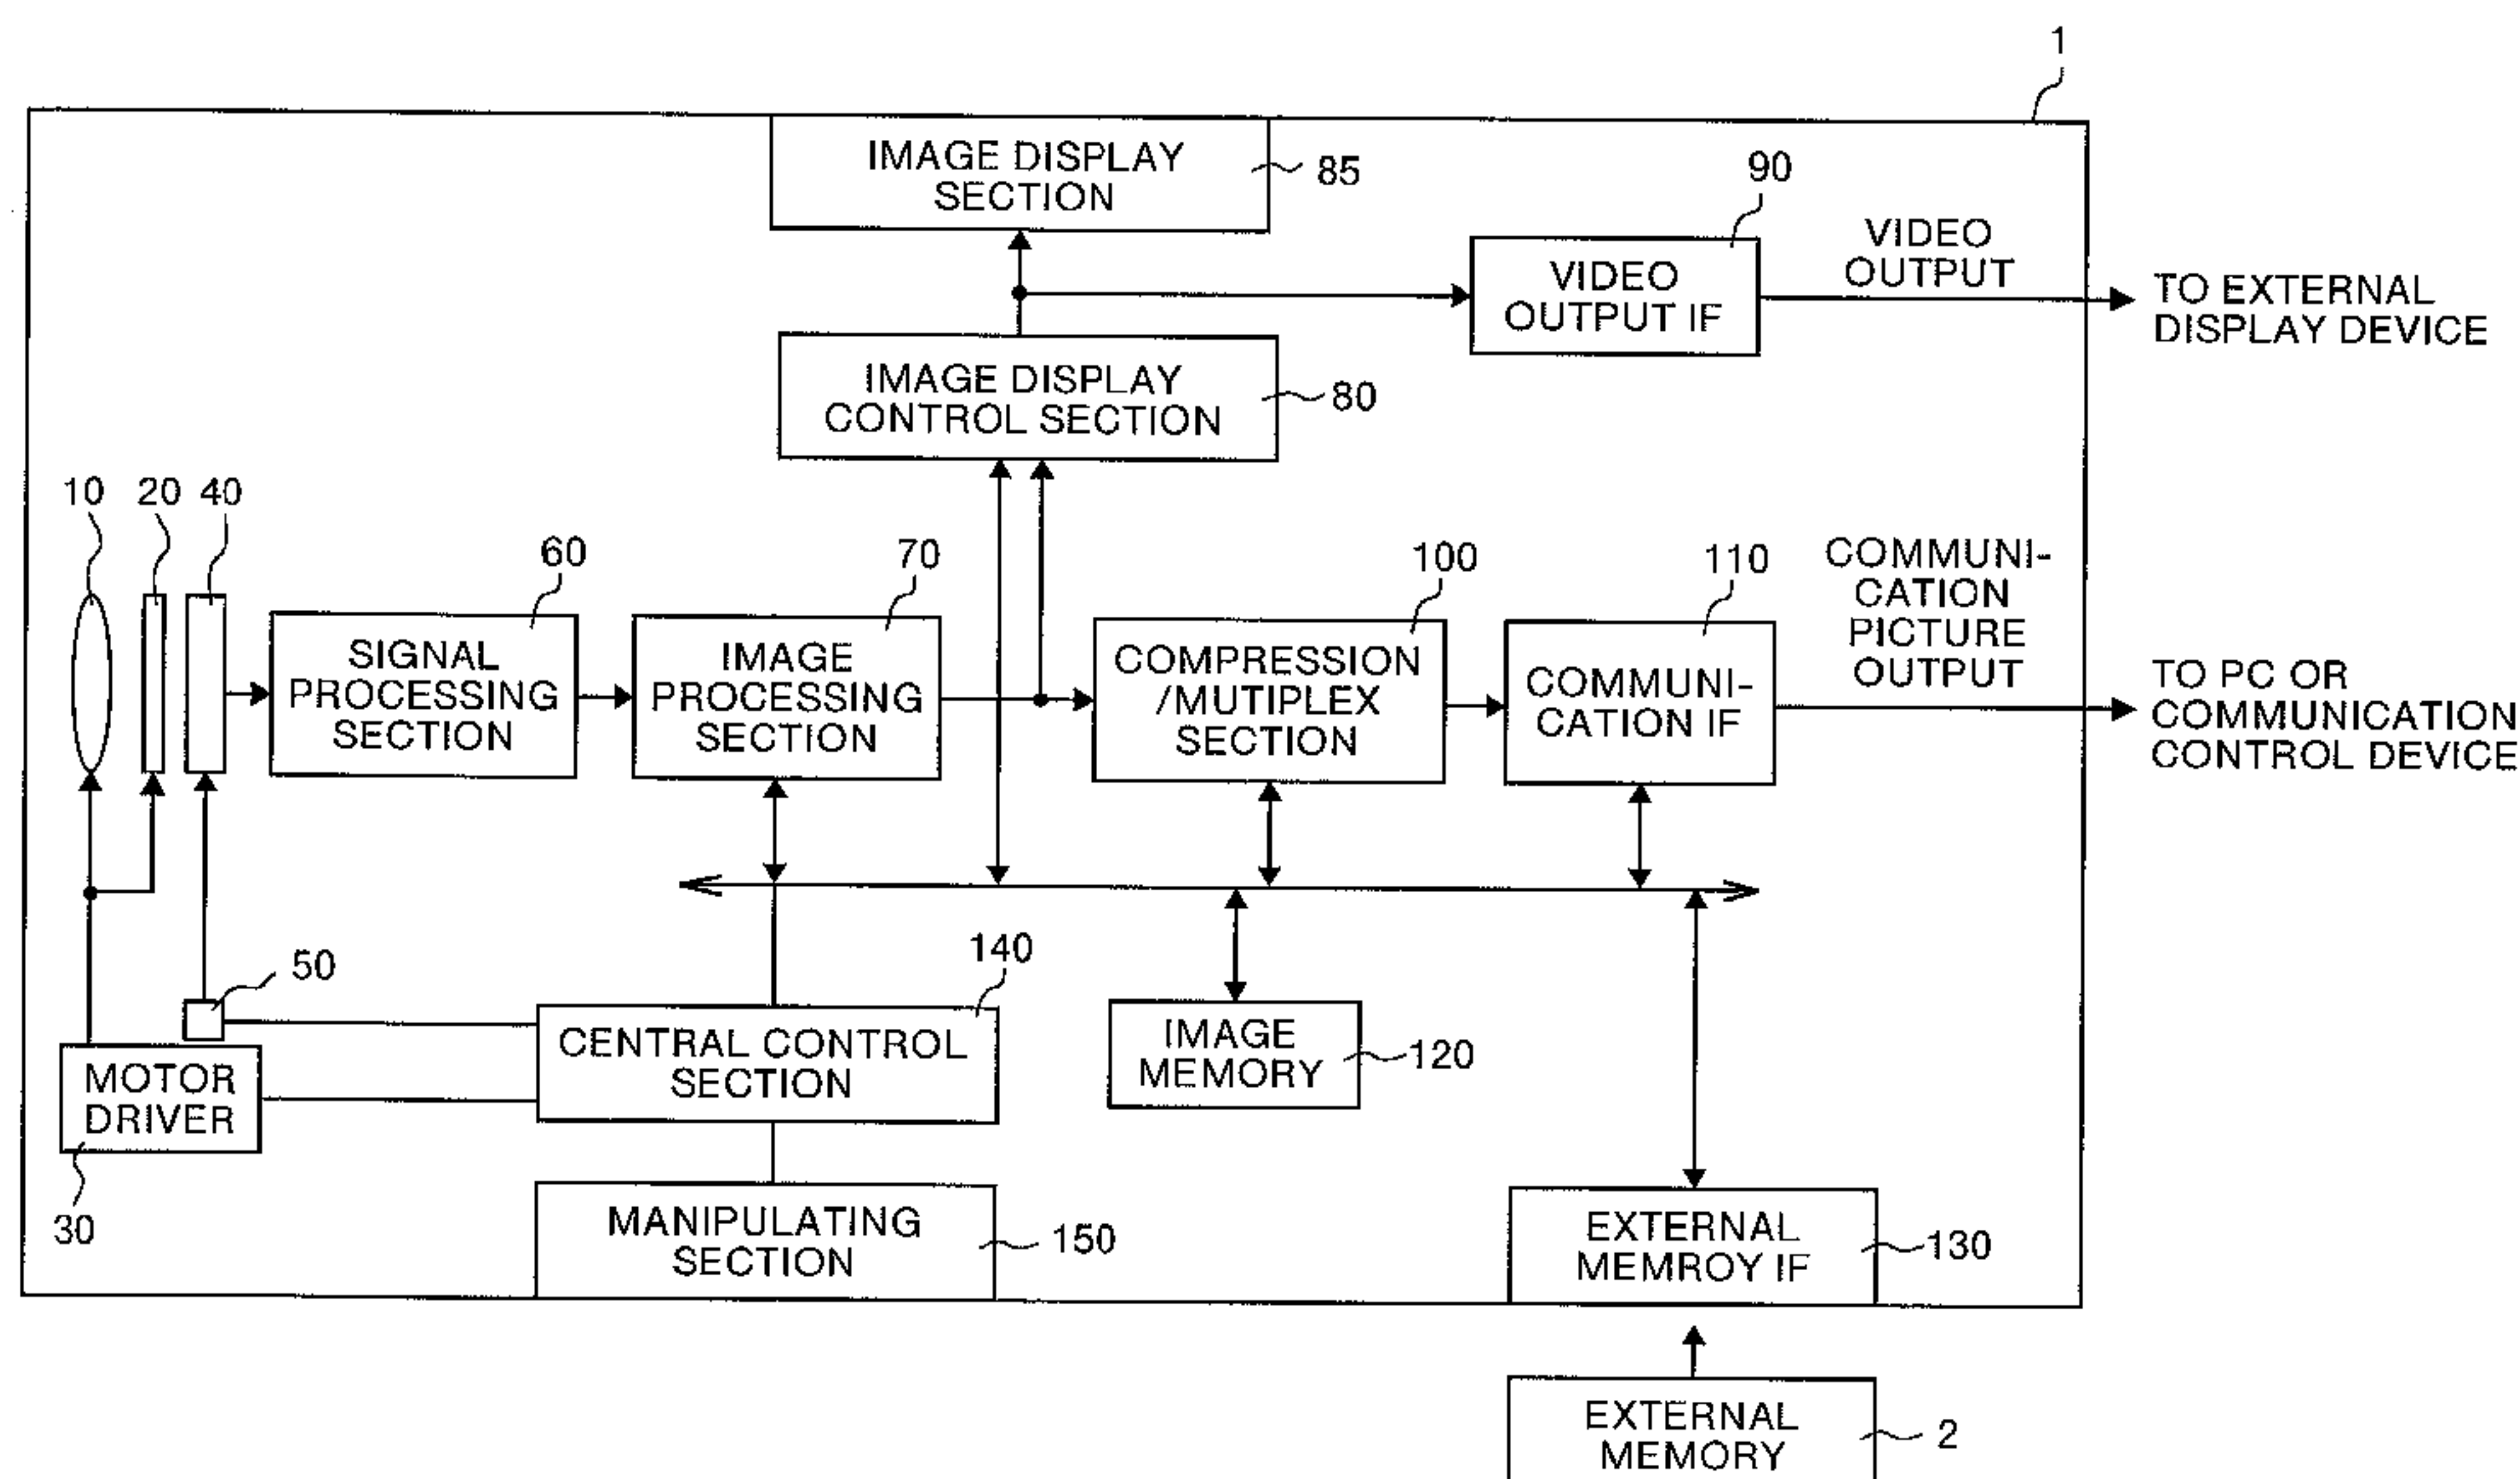 1
IMAGE DISPLAY
SECTION
85
90
VIDEO
OUTPUT IF
VIDEO
OUTPUT
TO EXTERNAL
DISPLAY DEVICE
IMAGE DISPLAY
CONTROL SECTION
80
10
20
40
60
SIGNAL
PROCESSING
SECTION
70
IMAGE
PROCESSING
SECTION
100
COMPRESSION
/MUTIPLEX
SECTION
110
COMMUNI-
CATION IF
COMMUNI-
CATION
PICTURE
OUTPUT
TO PC OR
COMMUNICATION
CONTROL DEVICE
50
140
CENTRAL CONTROL
SECTION
MOTOR
DRIVER
30
IMAGE
MEMORY
120
MANIPULATING
SECTION
150
EXTERNAL
MEMROY IF
130
EXTERNAL
MEMORY
2